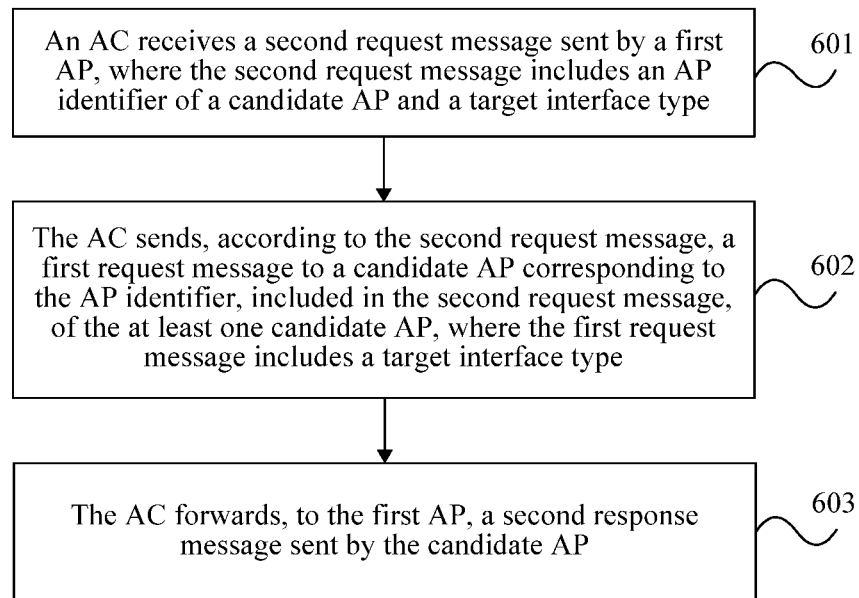 An AC receives a second request message sent by a first
AP, where the second request message includes an AP
identifier of a candidate AP and a target interface type
601
The AC sends, according to the second request message, a
first request message to a candidate AP corresponding to
the AP identifier, included in the second request message,
of the at least one candidate AP, where the first request
message includes a target interface type
602
The AC forwards, to the first AP, a second response
message sent by the candidate AP
603